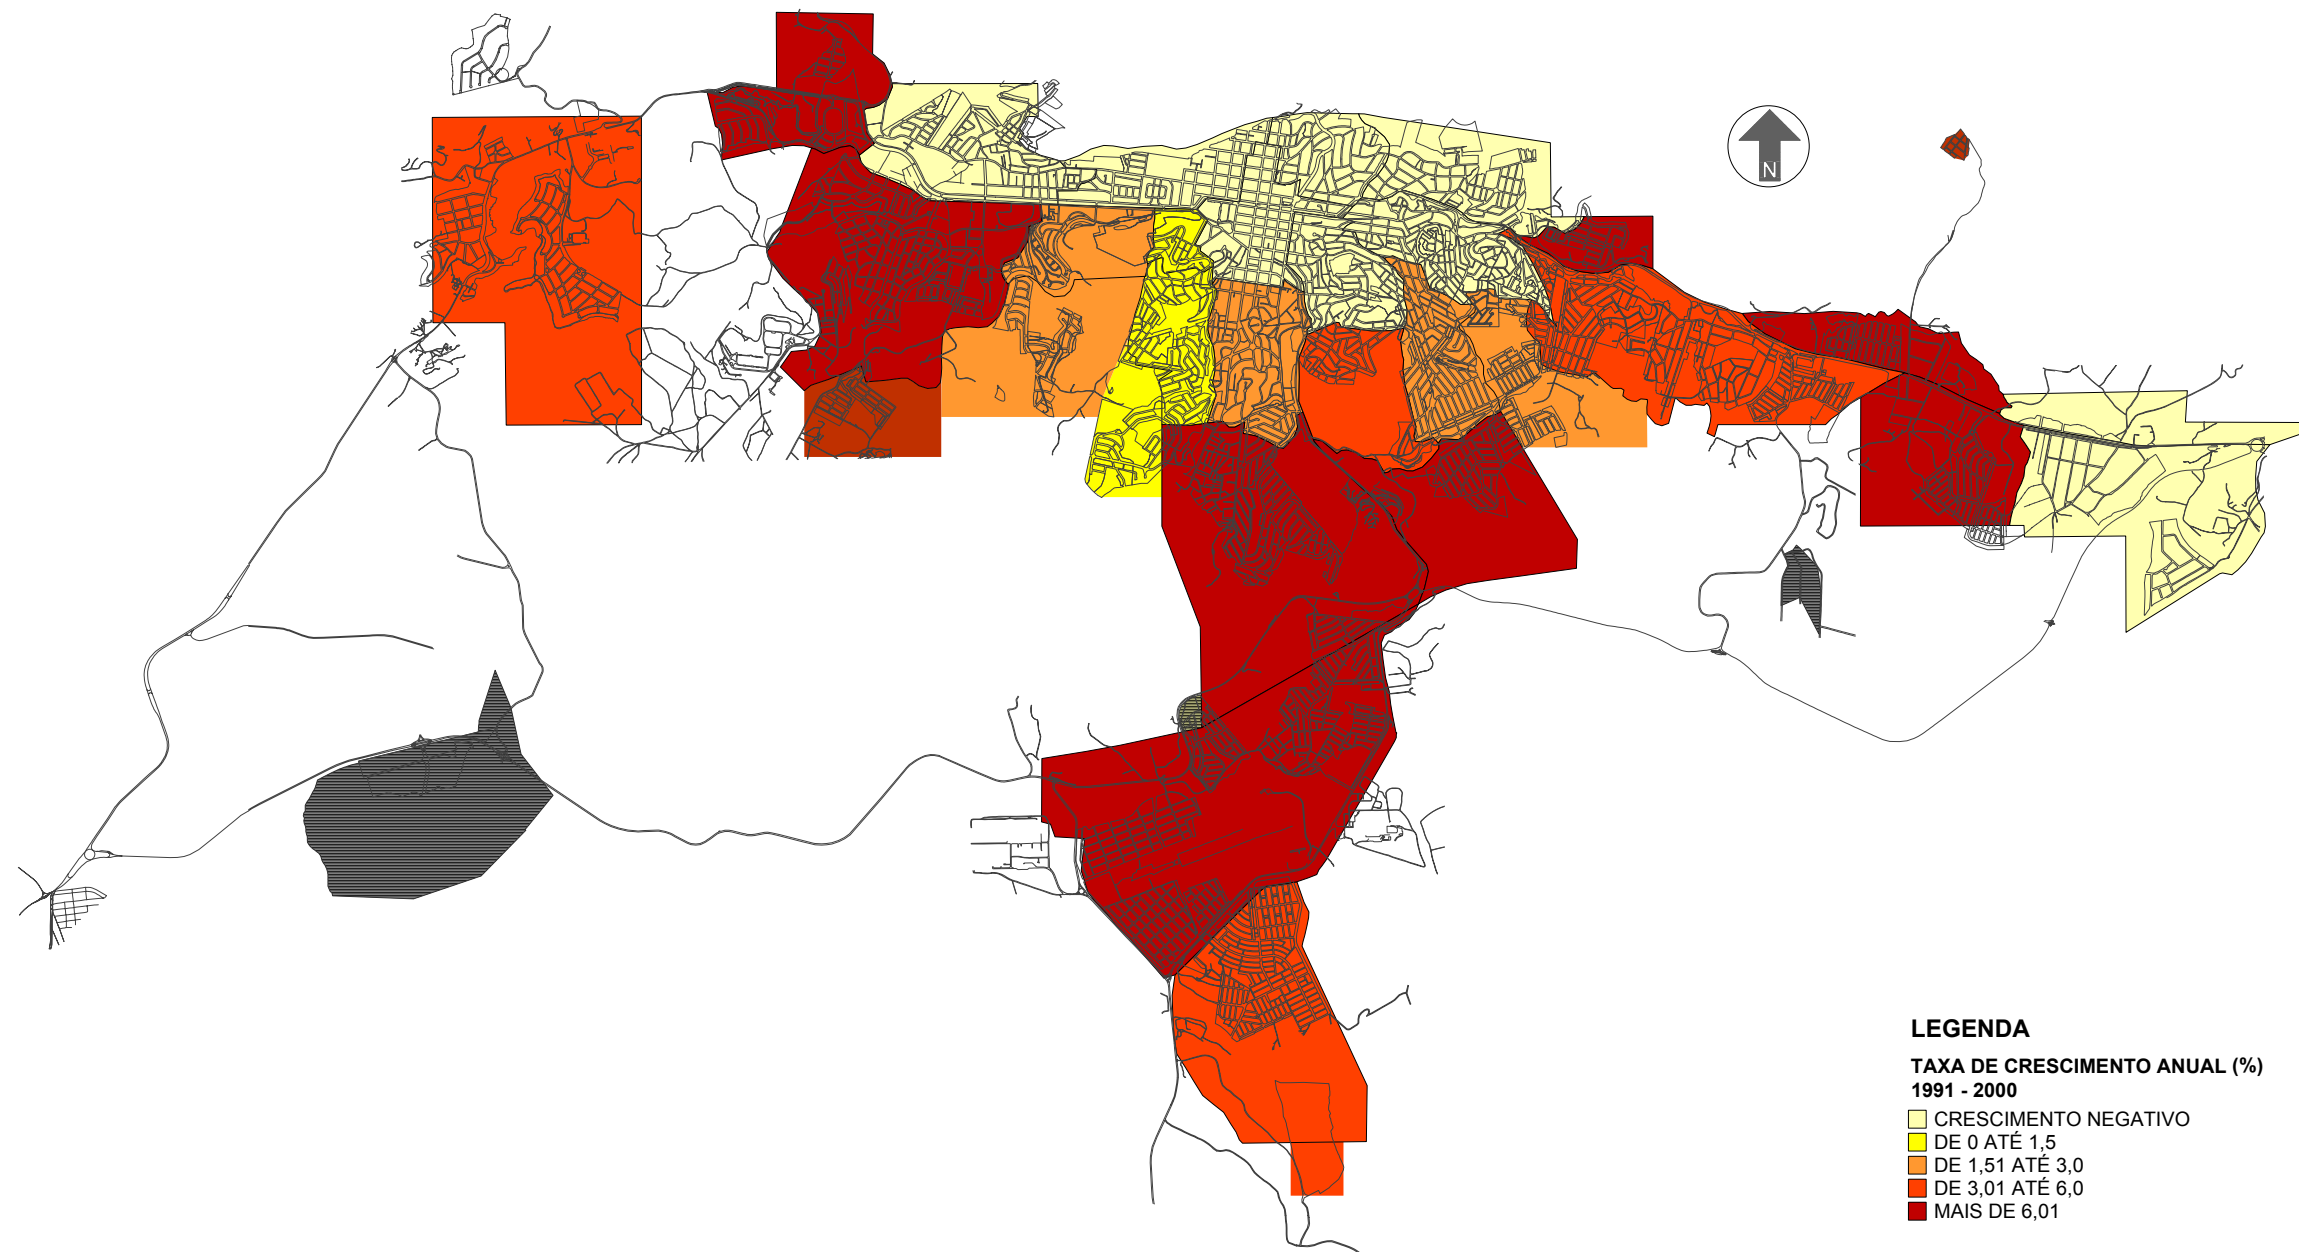 N
LEGENDA
TAXA DE CRESCIMENTO ANUAL (%)
1991 - 2000
CRESCIMENTO NEGATIVO
DE 0 ATÉ 1,5
DE 1,51 ATÉ 3,0
DE 3,01 ATÉ 6,0
MAIS DE 6,01